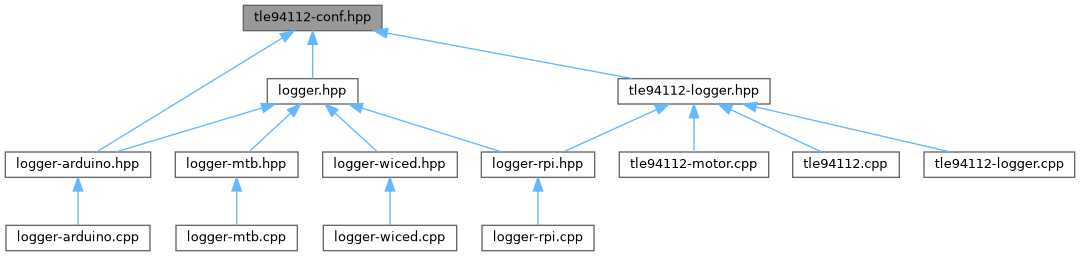 tle94112-conf.hpp
logger.hpp
tle94112-logger.hpp
logger-arduino.hpp
logger-mtb.hpp
logger-wiced.hpp
logger-rpi.hpp
tle94112-motor.cpp
tle94112.cpp
tle94112-logger.cpp
logger-arduino.cpp
logger-mtb.cpp
logger-wiced.cpp
logger-rpi.cpp